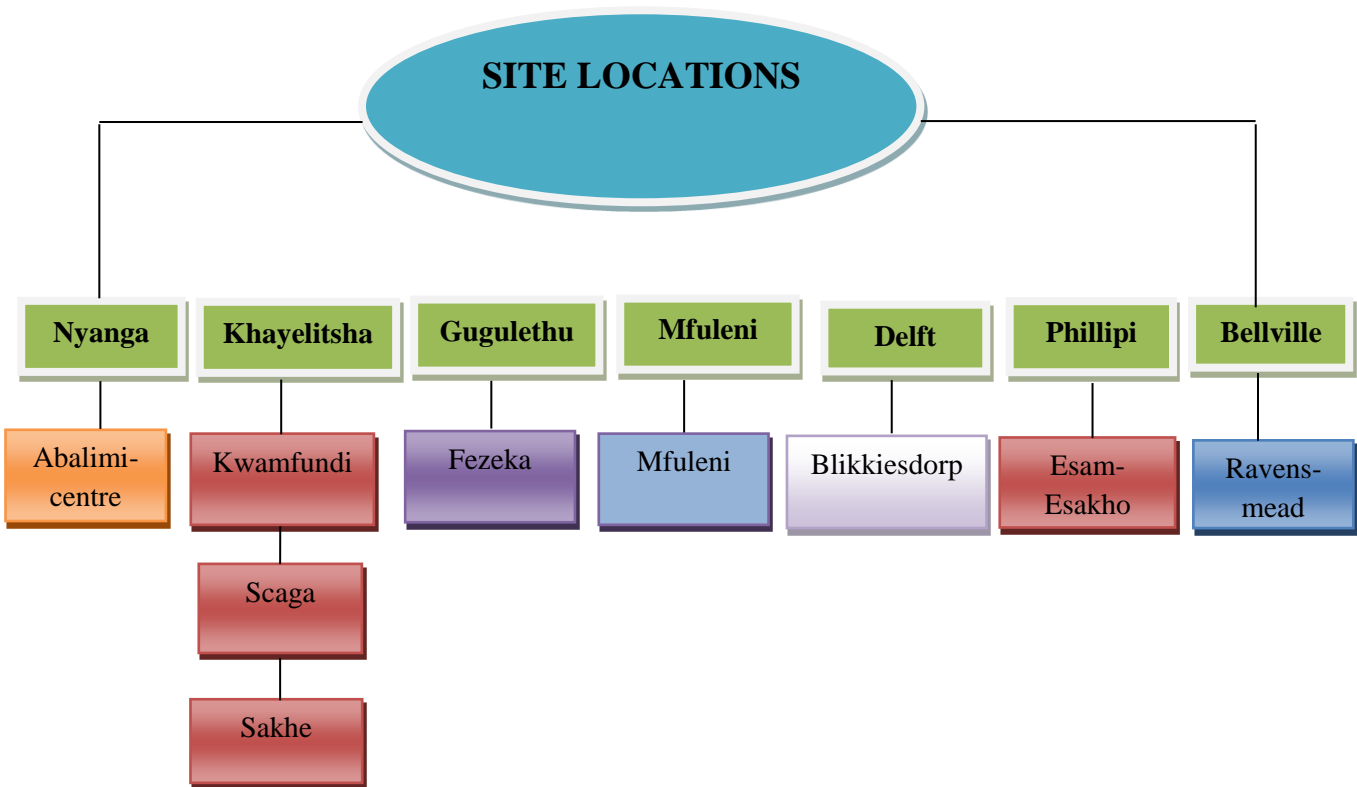 SITE LOCATIONS
Nyanga
Khayelitsha
Gugulethu
Mfuleni
Delft
Phillipi
Bellville
Abalimi-
centre
Kwamfundi
Fezeka
Mfuleni
Blikkiesdorp
Esam-
Esakho
Ravens-
mead
Scaga
Sakhe